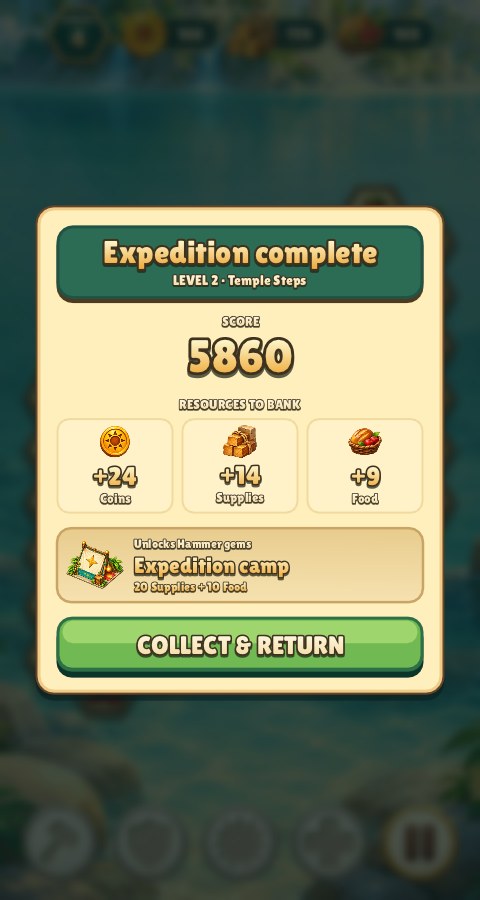 Expedition complete
LEVEL 2 · Temple Steps
SCORE
5860
RESOURCES TO BANK
+24
Coins
+14
Supplies
+9
Food
Unlocks Hammer gems
Expedition camp
20 Supplies + 10 Food
COLLECT & RETURN